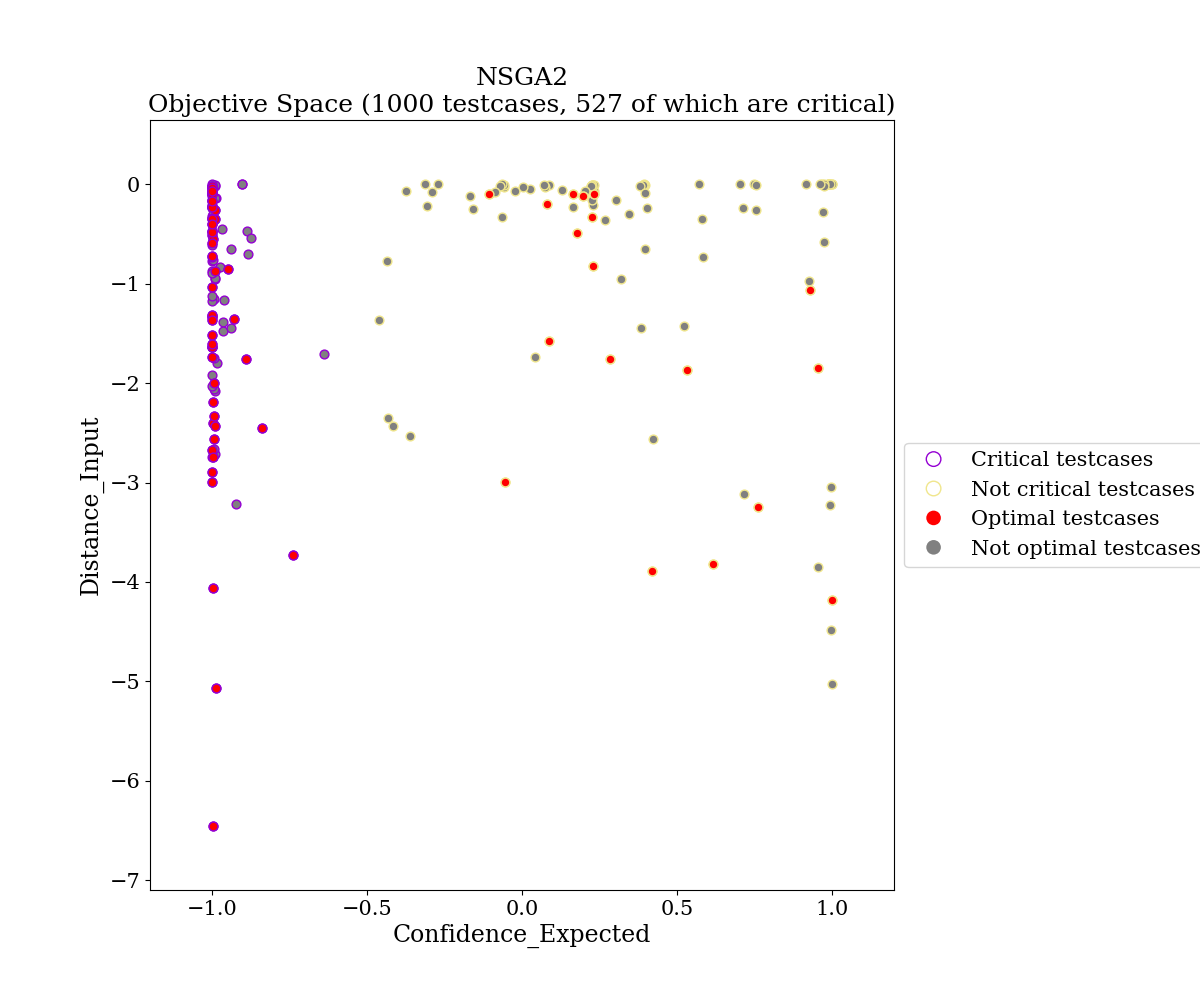 NSGA2
Objective Space (1000 testcases, 527 of which are critical)
0
−1
−2
−3
−4
−5
−6
−7
Distance_Input
−1.0
−0.5
0.0
0.5
1.0
Confidence_Expected
Critical testcases
Not critical testcases
Optimal testcases
Not optimal testcases